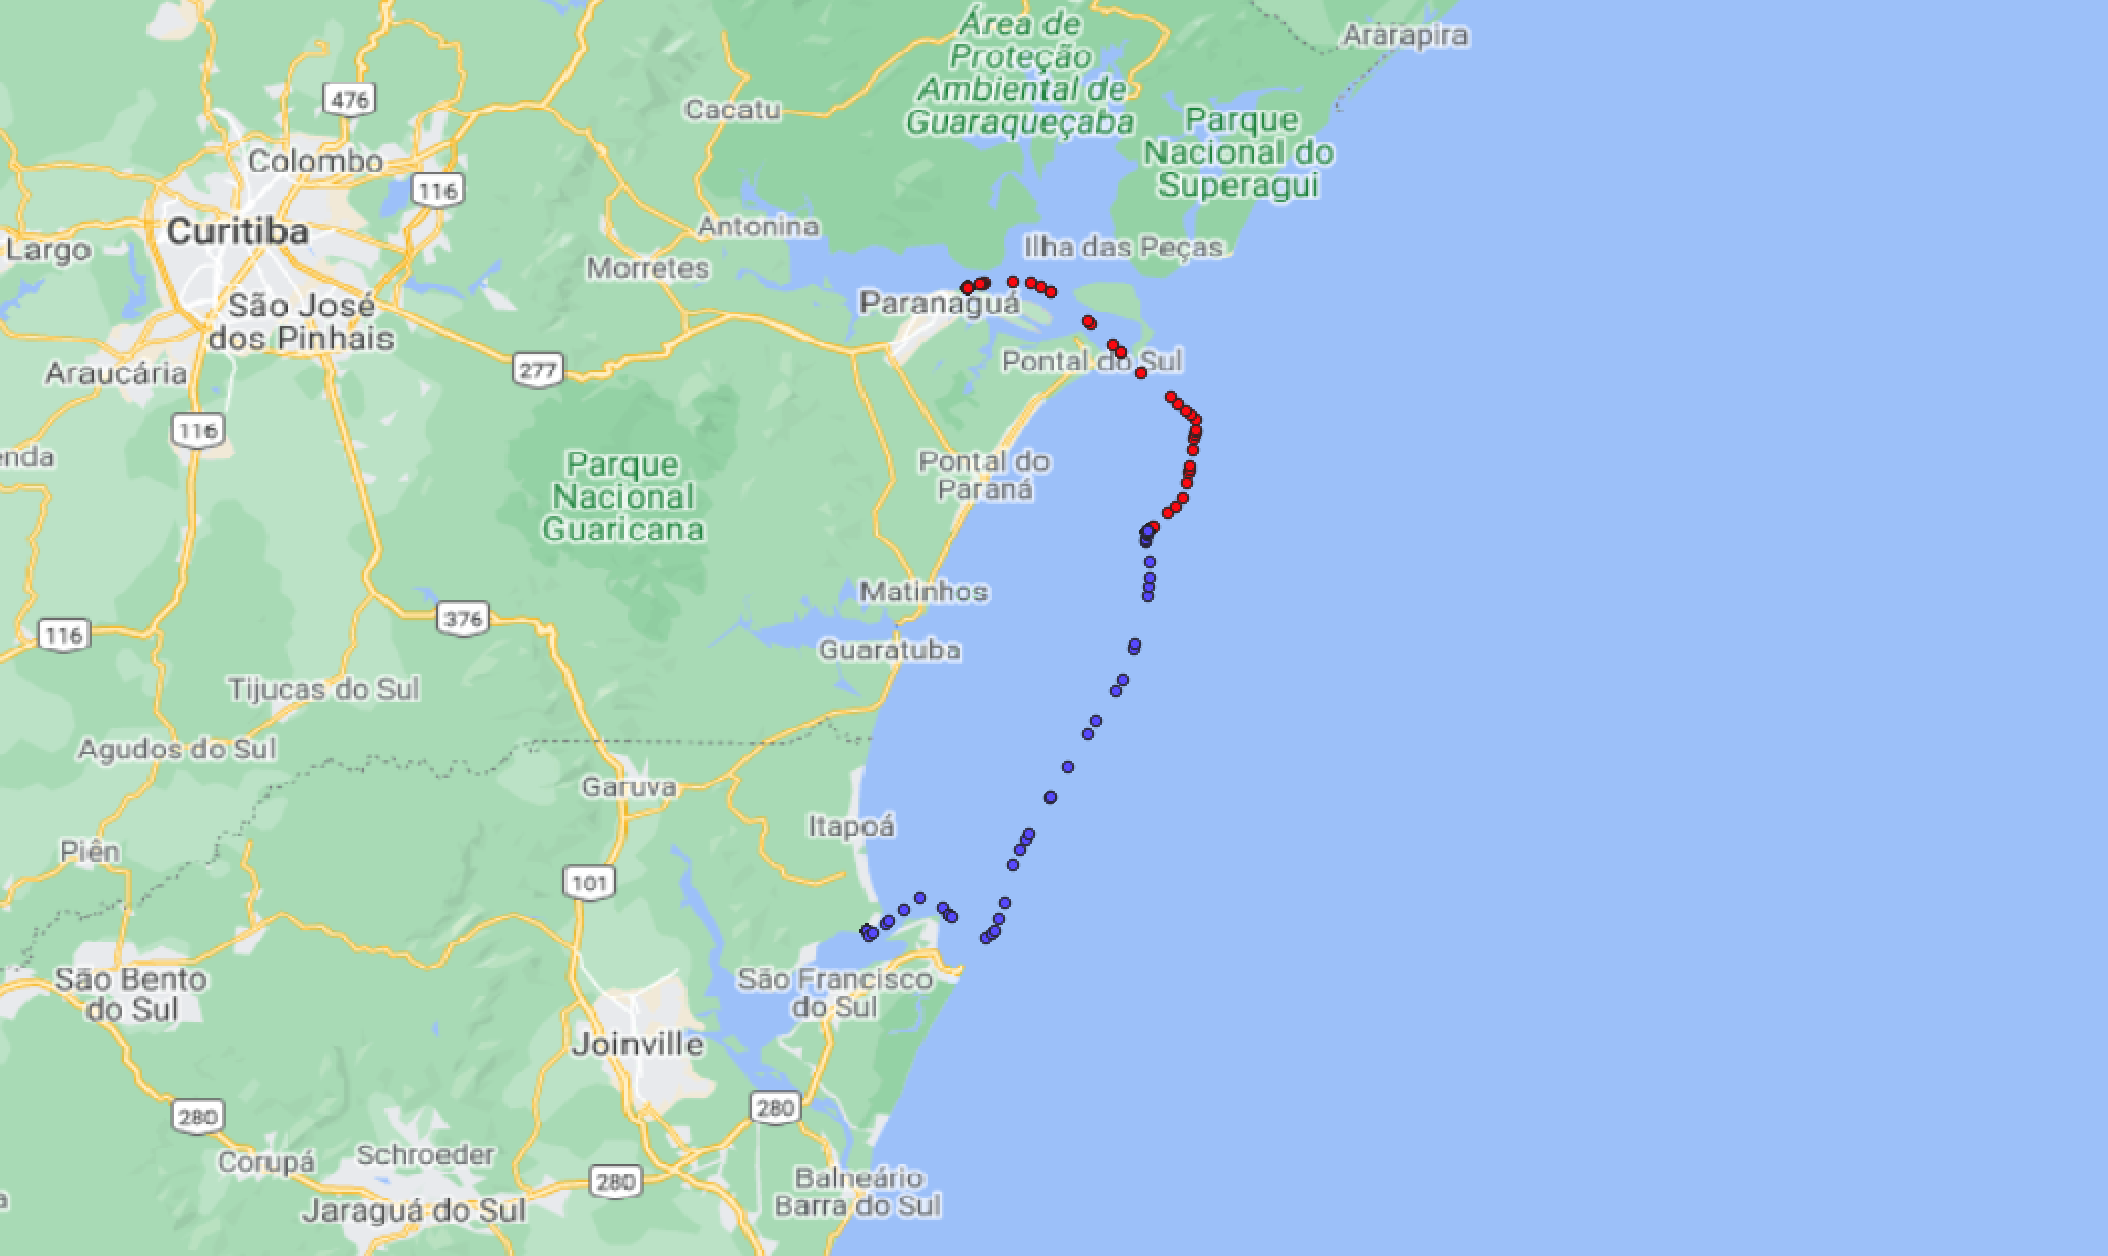 Área de
Proteção
Ambiental de
Guaraqueçaba
Ararapira
476
Cacatu
Parque
Nacional do
Superagui
Colombo
116
Curitiba
Largo
Antonina
Ilha das Peças
Morretes
São José
dos Pinhais
Paranaguá
Araucária
277
Pontal do Sul
116
enda
Parque
Nacional
Guaricana
Pontal do
Paraná
Matinhos
116
376
Guaratuba
Tijucas do Sul
Agudos do Sul
Garuva
Itapoá
Piên
101
São Bento
do Sul
São Francisco
do Sul
Joinville
280
280
Corupá
Schroeder
280
Balneário
Barra do Sul
Jaraguá do Sul
a